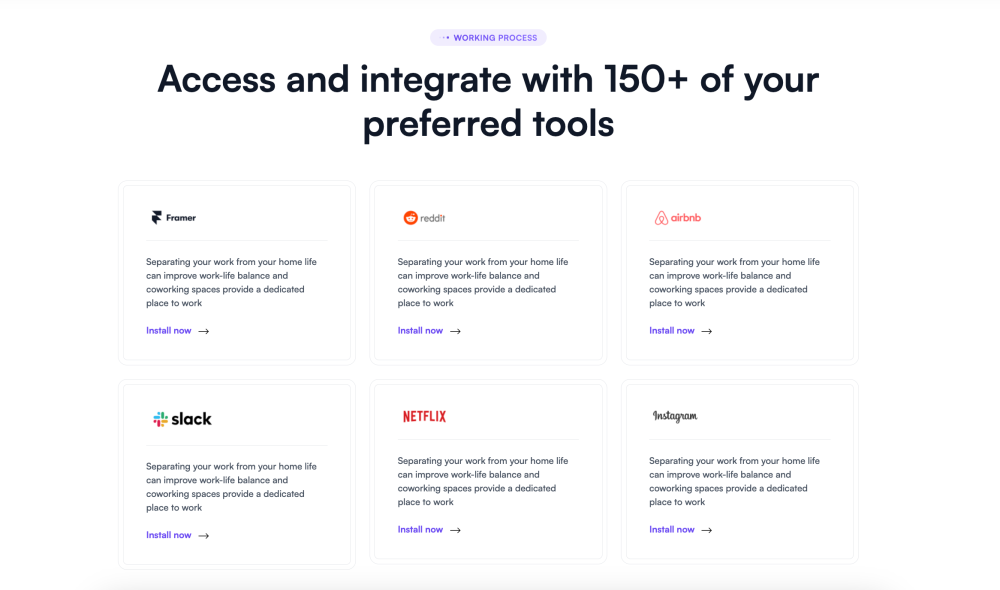 WORKING PROCESS
Access and integrate with 150+ of your
preferred tools
Framer
reddit
airbnb
Separating your work from your home life
can improve work-life balance and
coworking spaces provide a dedicated
place to work
Separating your work from your home life
can improve work-life balance and
coworking spaces provide a dedicated
place to work
Separating your work from your home life
can improve work-life balance and
coworking spaces provide a dedicated
place to work
Install now
Install now
Install now
slack
NETFLIX
Instagram
Separating your work from your home life
can improve work-life balance and
coworking spaces provide a dedicated
place to work
Separating your work from your home life
can improve work-life balance and
coworking spaces provide a dedicated
place to work
Separating your work from your home life
can improve work-life balance and
coworking spaces provide a dedicated
place to work
Install now
Install now
Install now